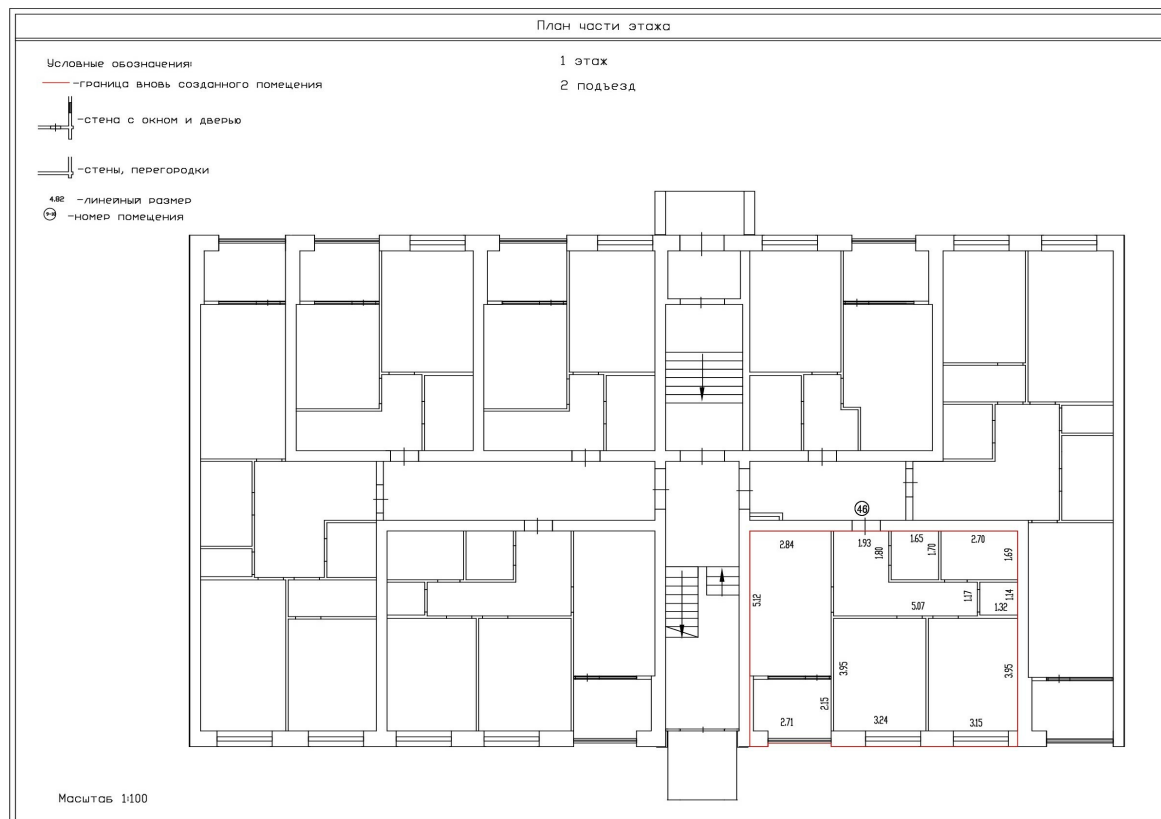 План части этажа
Условные обозначения:
-граница вновь созданного помещения
-стена с окном и дверью
-стены, перегородки
4.82 -линейный размер
-номер помещения
1 этаж
2 подъезд
46
2.84
1.93
1.80
1.65
1.70
2.70
1.69
5.12
5.07
1.17
1.32
1.14
3.95
3.95
2.15
2.71
3.24
3.15
Масштаб 1:100